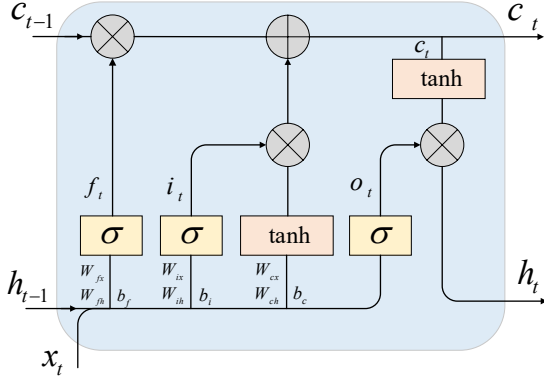 c_{t-1} c_t
c_t
tanh
f_t i_t o_t
σ σ tanh σ
W_{fx} W_{ix} W_{cx}
W_{fh} b_f W_{ih} b_i W_{ch} b_c
h_{t-1} h_t
x_t